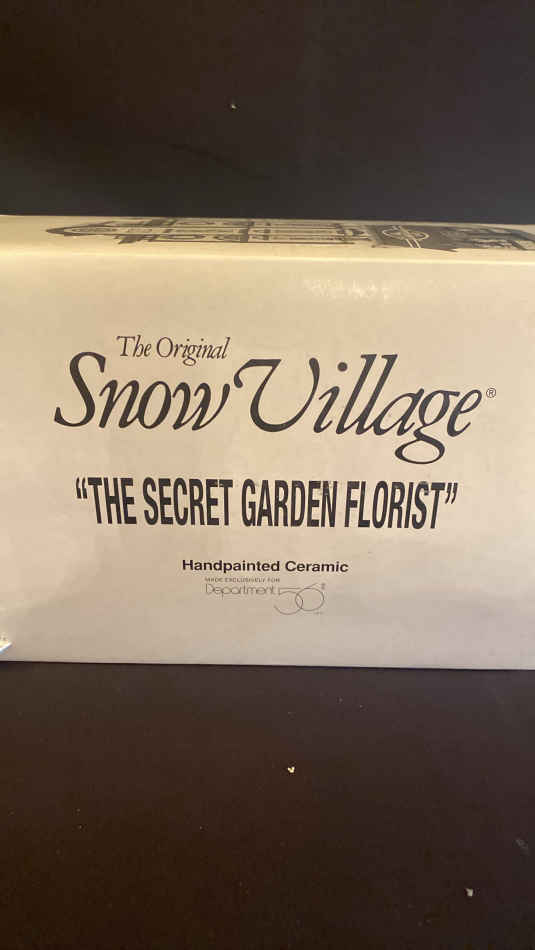 The Original
Snow Village®
“THE SECRET GARDEN FLORIST”
Handpainted Ceramic
MADE EXCLUSIVELY FOR
Department 56